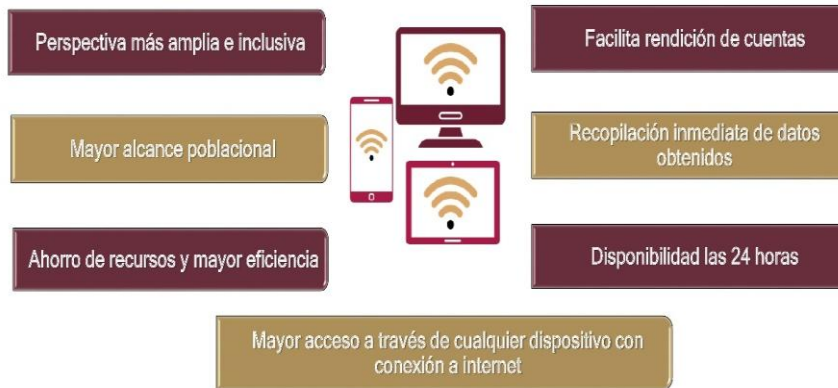 Perspectiva más amplia e inclusiva
Facilita rendición de cuentas
Mayor alcance poblacional
Recopilación inmediata de datos
obtenidos
Ahorro de recursos y mayor eficiencia
Disponibilidad las 24 horas
Mayor acceso a través de cualquier dispositivo con
conexión a internet